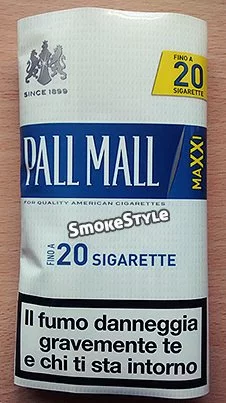 SINCE 1899
FINO A
20
SIGARETTE
PALL MALL
MAXXI
FOR QUALITY AMERICAN CIGARETTES
SmokeStyle
FINO A
20 SIGARETTE
Il fumo danneggia
gravemente te
e chi ti sta intorno